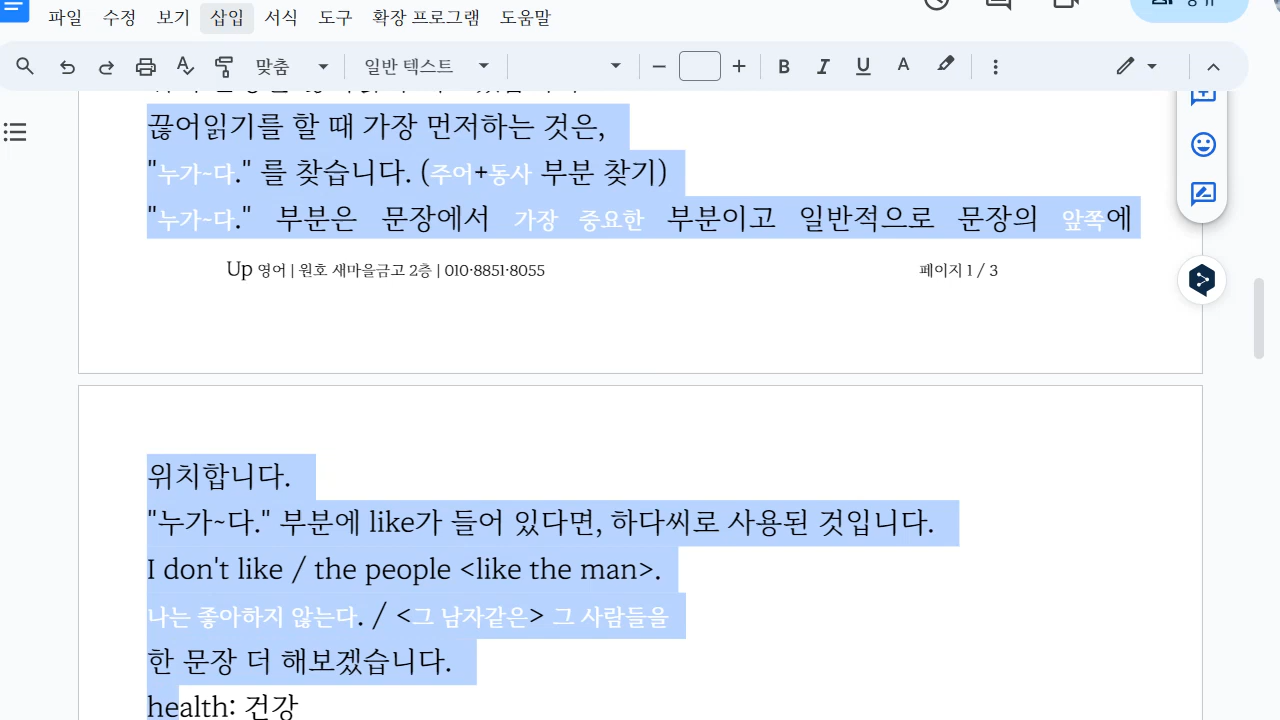 파일 수정 보기 삽입 서식 도구 확장 프로그램 도움말
맞춤 일반 텍스트 B I U A
끊어읽기를 할 때 가장 먼저하는 것은,
"누가~다." 를 찾습니다. (주어+동사 부분 찾기)
"누가~다." 부분은 문장에서 가장 중요한 부분이고 일반적으로 문장의 앞쪽에
Up 영어 | 원호 새마을금고 2층 | 010·8851·8055 페이지 1 / 3
위치합니다.
"누가~다." 부분에 like가 들어 있다면, 하다씨로 사용된 것입니다.
I don't like / the people <like the man>.
나는 좋아하지 않는다. / <그 남자같은> 그 사람들을
한 문장 더 해보겠습니다.
health: 건강